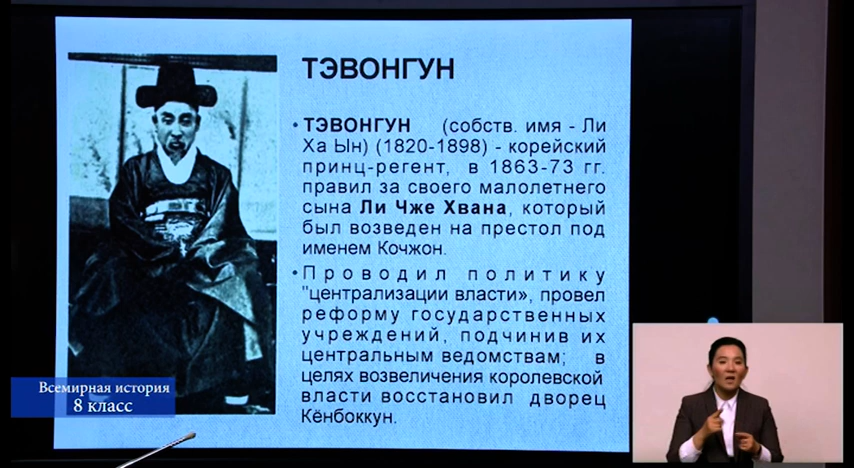 ТЭВОНГУН
• ТЭВОНГУН (собств. имя - Ли
Ха Ын) (1820-1898) - корейский
принц-регент, в 1863-73 гг.
правил за своего малолетнего
сына Ли Чже Хвана, который
был возведен на престол под
именем Кочжон.
• Проводил политику
"централизации власти», провел
реформу государственных
учреждений, подчинив их
центральным ведомствам; в
целях возвеличения королевской
власти восстановил дворец
Кёнбоккун.
Всемирная история
8 класс